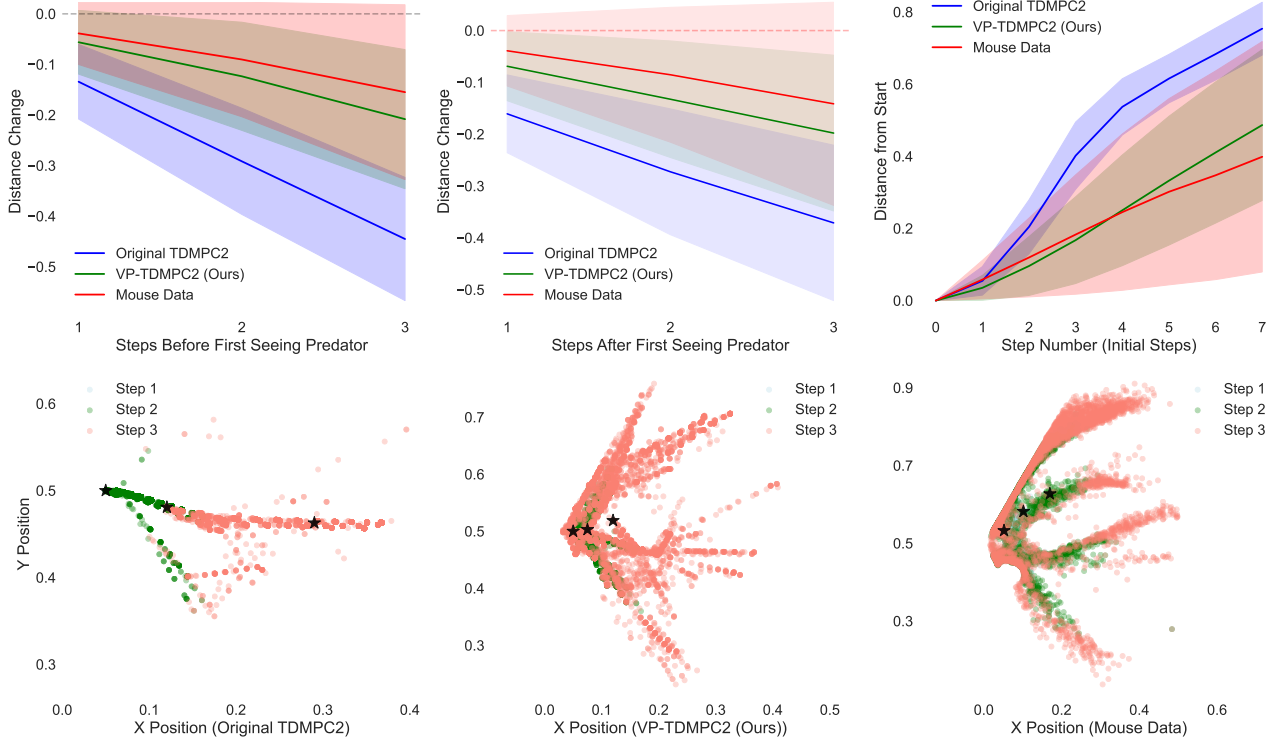 0.0
−0.1
−0.2
−0.3
−0.4
−0.5
Distance Change
Original TDMPC2
VP-TDMPC2 (Ours)
Mouse Data
1
2
3
Steps Before First Seeing Predator
0.0
−0.1
−0.2
−0.3
−0.4
−0.5
Distance Change
Original TDMPC2
VP-TDMPC2 (Ours)
Mouse Data
1
2
3
Steps After First Seeing Predator
0.8
0.6
0.4
0.2
0.0
Distance from Start
Original TDMPC2
VP-TDMPC2 (Ours)
Mouse Data
0
1
2
3
4
5
6
7
Step Number (Initial Steps)
0.6
0.5
0.4
0.3
Y Position
Step 1
Step 2
Step 3
0.0
0.1
0.2
0.3
0.4
X Position (Original TDMPC2)
0.7
0.6
0.5
0.4
0.3
Step 1
Step 2
Step 3
0.0
0.1
0.2
0.3
0.4
0.5
X Position (VP-TDMPC2 (Ours))
0.9
0.7
0.5
0.3
Step 1
Step 2
Step 3
0.0
0.2
0.4
0.6
X Position (Mouse Data)